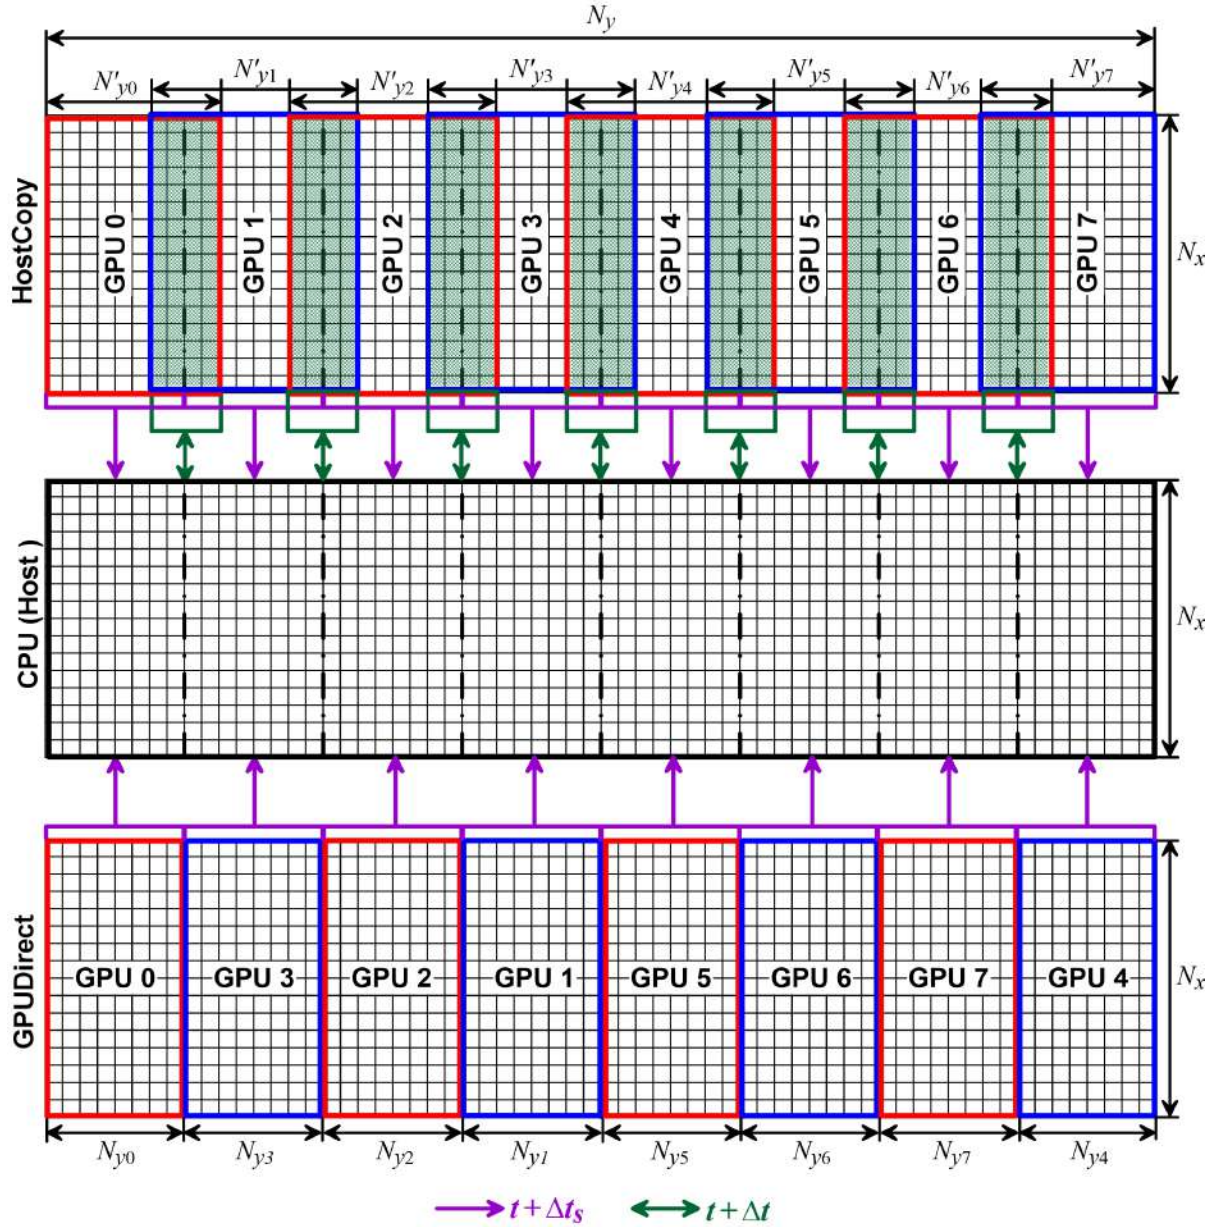 N_y
N'_y0 N'_y1 N'_y2 N'_y3 N'_y4 N'_y5 N'_y6 N'_y7
HostCopy
GPU 0 GPU 1 GPU 2 GPU 3 GPU 4 GPU 5 GPU 6 GPU 7
N_x
CPU (Host )
N_x
GPUDirect
GPU 0 GPU 3 GPU 2 GPU 1 GPU 5 GPU 6 GPU 7 GPU 4
N_x
N_y0 N_y3 N_y2 N_y1 N_y5 N_y6 N_y7 N_y4
t + Δt_s t + Δt